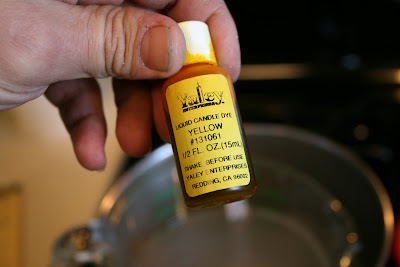 Yaley
LIQUID CANDLE DYE
YELLOW
#131061
1/2 FL. OZ. (15mL)
SHAKE BEFORE USE
YALEY ENTERPRISES
REDDING, CA 96002